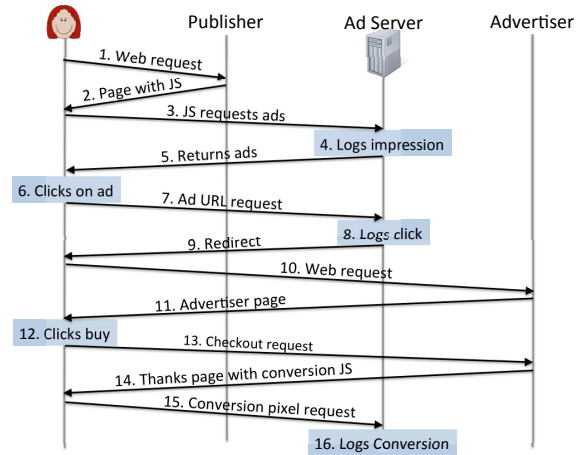 Publisher
Ad Server
Advertiser
1. Web request
2. Page with JS
3. JS requests ads
4. Logs impression
5. Returns ads
6. Clicks on ad
7. Ad URL request
8. Logs click
9. Redirect
10. Web request
11. Advertiser page
12. Clicks buy
13. Checkout request
14. Thanks page with conversion JS
15. Conversion pixel request
16. Logs Conversion